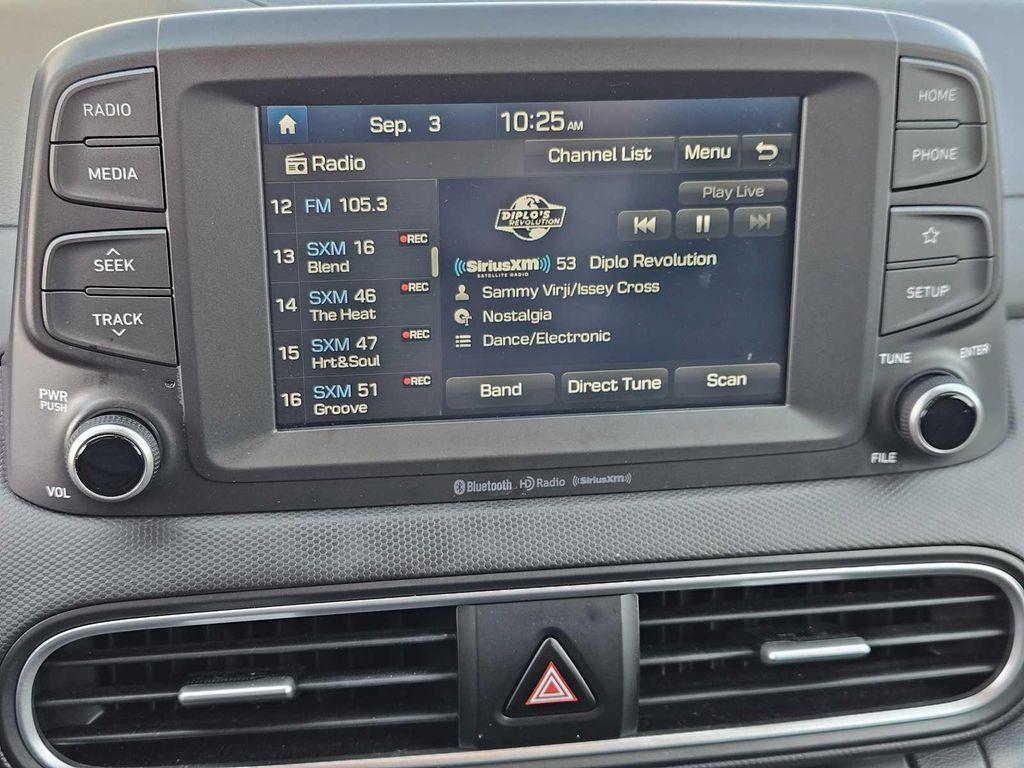 RADIO
MEDIA
SEEK
TRACK
PWR
PUSH
VOL
Sep. 3 10:25 AM
Radio
Channel List Menu
12 FM 105.3
13 SXM 16 REC
Blend
14 SXM 46 REC
The Heat
15 SXM 47 REC
Hrt&Soul
16 SXM 51 REC
Groove
DIPLO'S
REVOLUTION
Play Live
SiriusXM 53 Diplo Revolution
SATELLITE RADIO
Sammy Virji/Issey Cross
Nostalgia
Dance/Electronic
Band Direct Tune Scan
HOME
PHONE
SETUP
TUNE ENTER
FILE
Bluetooth HD Radio ((SiriusXM))